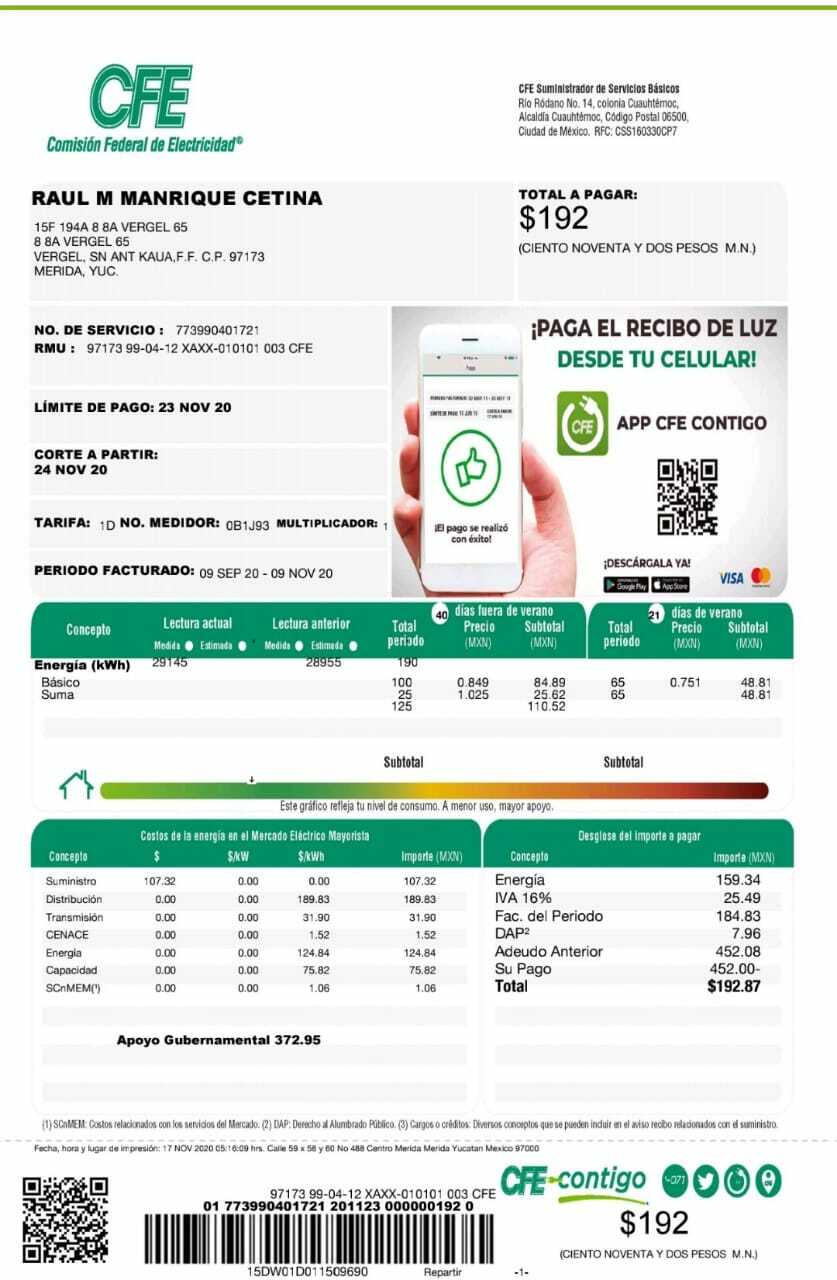 CFE
Comisión Federal de Electricidad®
CFE Suministrador de Servicios Básicos
Río Ródano No. 14, colonia Cuauhtémoc,
Alcaldía Cuauhtémoc, Código Postal 06500,
Ciudad de México. RFC: CSS160330CP7
RAUL M MANRIQUE CETINA
15F 194A 8 8A VERGEL 65
8 8A VERGEL 65
VERGEL, SN ANT KAUA,F.F. C.P. 97173
MERIDA, YUC.
TOTAL A PAGAR:
$192
(CIENTO NOVENTA Y DOS PESOS M.N.)
NO. DE SERVICIO : 773990401721
RMU : 97173 99-04-12 XAXX-010101 003 CFE
LÍMITE DE PAGO: 23 NOV 20
CORTE A PARTIR:
24 NOV 20
TARIFA: 1D NO. MEDIDOR: 0B1J93 MULTIPLICADOR: 1
PERIODO FACTURADO: 09 SEP 20 - 09 NOV 20
¡PAGA EL RECIBO DE LUZ
DESDE TU CELULAR!
CFE
APP CFE CONTIGO
¡El pago se realizó
con éxito!
¡DESCÁRGALA YA!
Google Play
App Store
VISA
mastercard
Concepto Lectura actual Lectura anterior Total periodo 40 días fuera de verano Precio (MXN) Subtotal (MXN) Total periodo 21 días de verano Precio (MXN) Subtotal (MXN)
Medida Estimada Medida Estimada
Energía (kWh) 29145 28955 190
Básico 100 0.849 84.89 65 0.751 48.81
Suma 25 1.025 25.62 65 48.81
125 110.52
Subtotal Subtotal
Este gráfico refleja tu nivel de consumo. A menor uso, mayor apoyo.
Costos de la energía en el Mercado Eléctrico Mayorista
Concepto $ $/kW $/kWh Importe (MXN)
Suministro 107.32 0.00 0.00 107.32
Distribución 0.00 0.00 189.83 189.83
Transmisión 0.00 0.00 31.90 31.90
CENACE 0.00 0.00 1.52 1.52
Energía 0.00 0.00 124.84 124.84
Capacidad 0.00 0.00 75.82 75.82
SCnMEM(¹) 0.00 0.00 1.06 1.06
Apoyo Gubernamental 372.95
Desglose del importe a pagar
Concepto Importe (MXN)
Energía 159.34
IVA 16% 25.49
Fac. del Periodo 184.83
DAP² 7.96
Adeudo Anterior 452.08
Su Pago 452.00-
Total $192.87
(1) SCnMEM: Costos relacionados con los servicios del Mercado. (2) DAP: Derecho al Alumbrado Público. (3) Cargos o créditos: Diversos conceptos que se pueden incluir en el aviso recibo relacionados con el suministro.
Fecha, hora y lugar de impresión: 17 NOV 2020 05:16:09 hrs. Calle 59 x 56 y 60 No 488 Centro Merida Merida Yucatan Mexico 97000
97173 99-04-12 XAXX-010101 003 CFE
01 773990401721 201123 000000192 0
15DW01D011509690
Repartir
-1-
CFE contigo
071
$192
(CIENTO NOVENTA Y DOS PESOS M.N.)